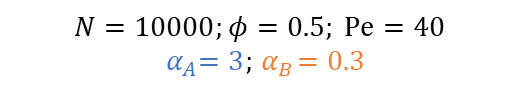 N = 10000; ϕ = 0.5; Pe = 40
α_A = 3; α_B = 0.3